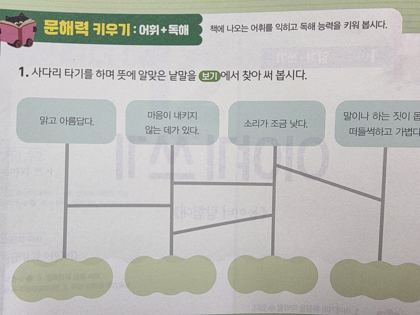 문해력 키우기 : 어휘+독해
책에 나오는 어휘를 익히고 독해 능력을 키워 봅시다.
1. 사다리 타기를 하며 뜻에 알맞은 낱말을 보기 에서 찾아 써 봅시다.
맑고 아름답다.
마음이 내키지
않는 데가 있다.
소리가 조금 낮다.
말이나 하는 짓이
떠들썩하고 가볍다